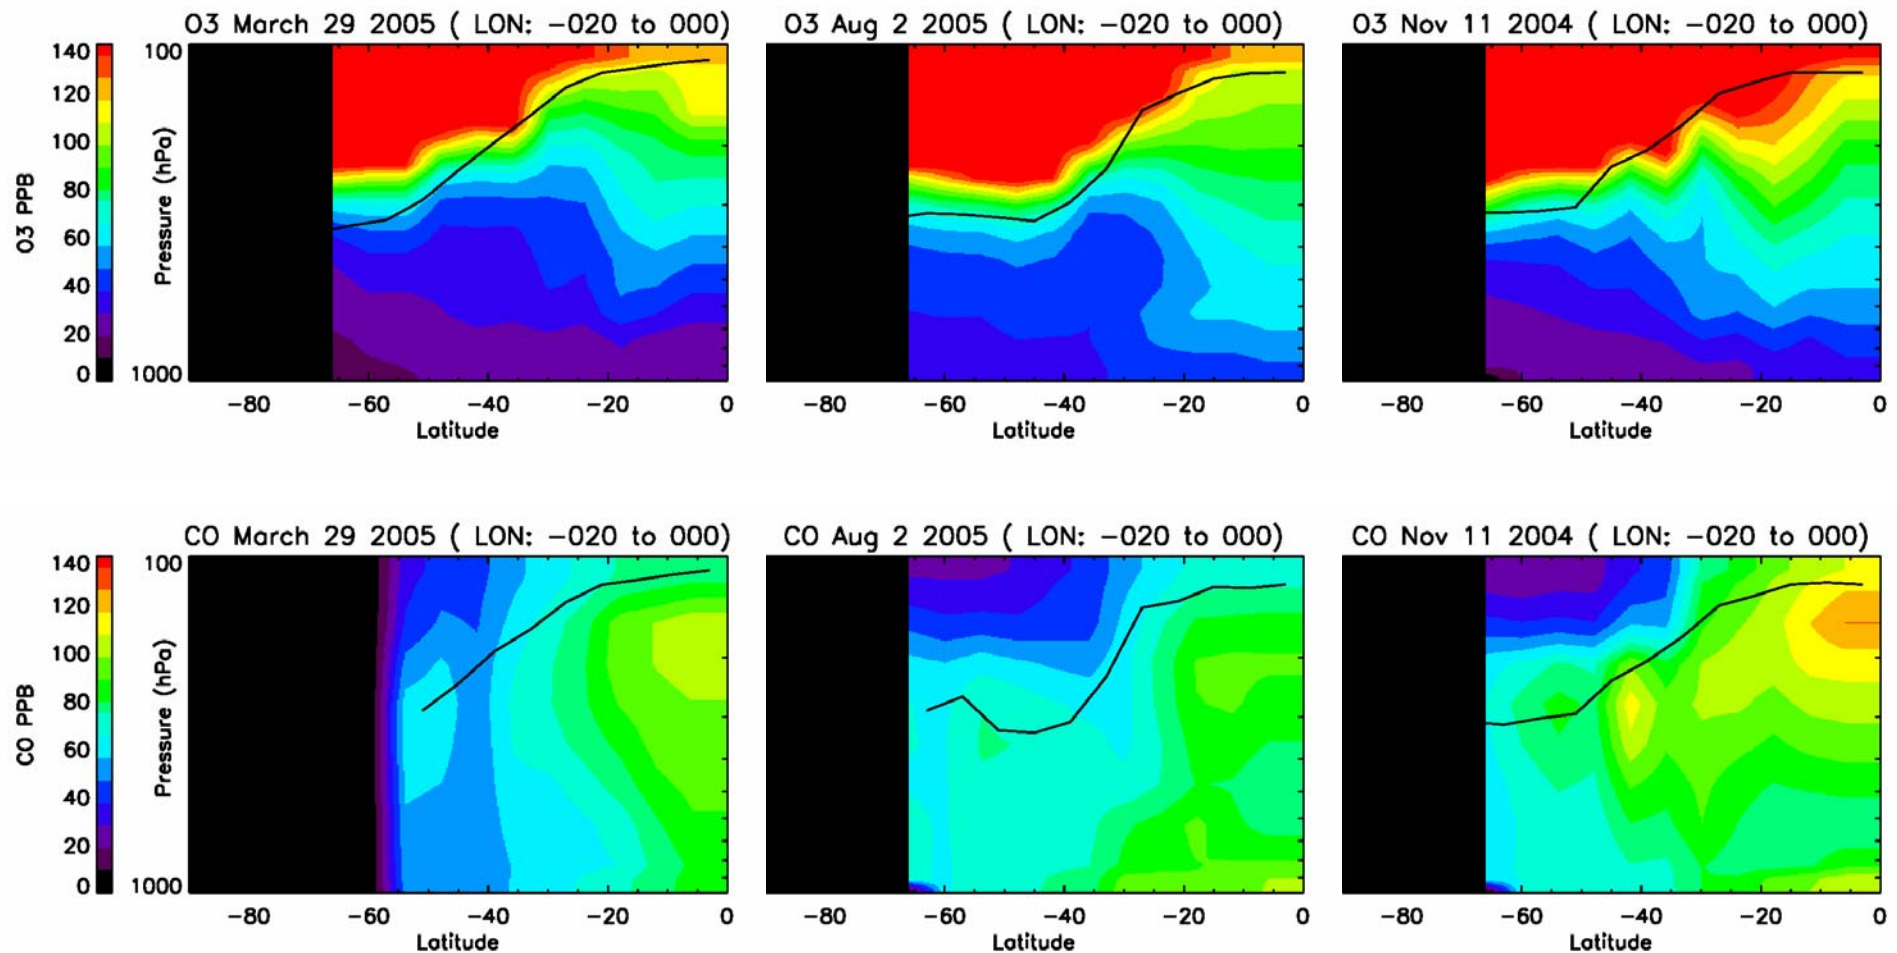 O3 March 29 2005 ( LON: -020 to 000)
O3 Aug 2 2005 ( LON: -020 to 000)
O3 Nov 11 2004 ( LON: -020 to 000)
O3 PPB
140
120
100
80
60
40
20
0
Pressure (hPa)
100
1000
-80 -60 -40 -20 0
Latitude
-80 -60 -40 -20 0
Latitude
-80 -60 -40 -20 0
Latitude
CO March 29 2005 ( LON: -020 to 000)
CO Aug 2 2005 ( LON: -020 to 000)
CO Nov 11 2004 ( LON: -020 to 000)
CO PPB
140
120
100
80
60
40
20
0
Pressure (hPa)
100
1000
-80 -60 -40 -20 0
Latitude
-80 -60 -40 -20 0
Latitude
-80 -60 -40 -20 0
Latitude